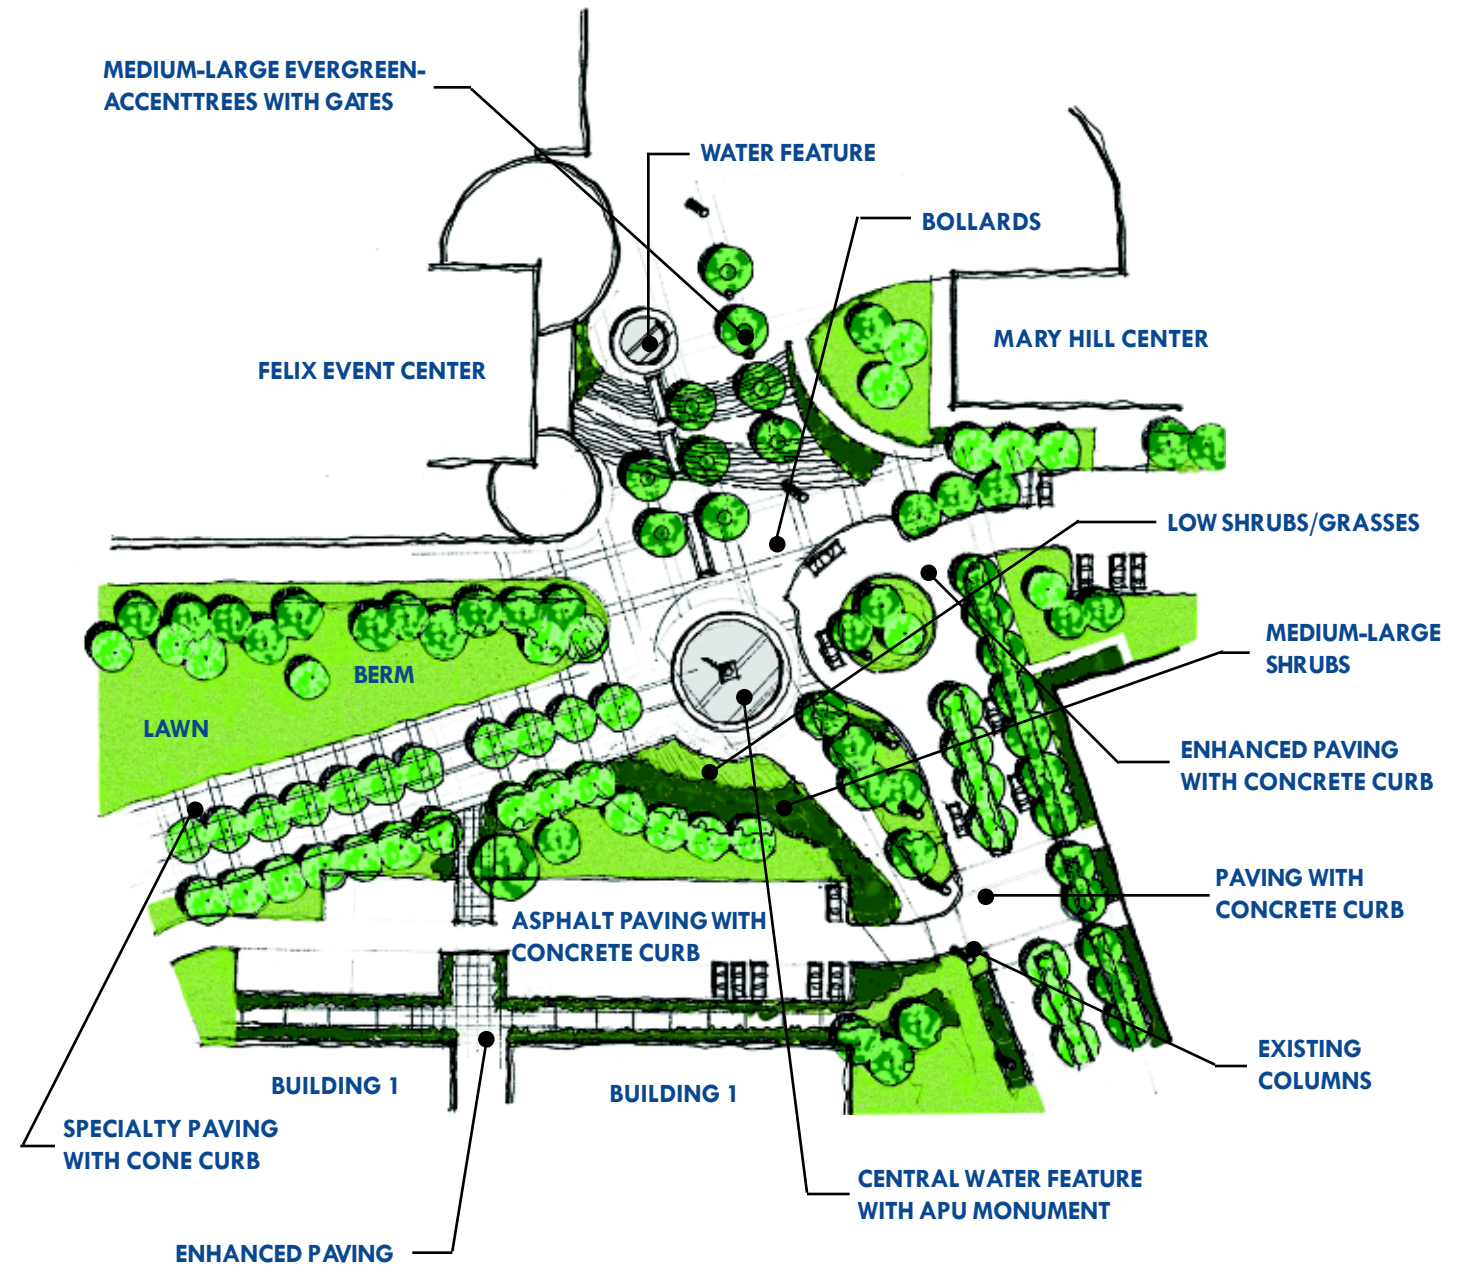 MEDIUM-LARGE EVERGREEN-
ACCENTTREES WITH GATES
WATER FEATURE
BOLLARDS
MARY HILL CENTER
FELIX EVENT CENTER
LOW SHRUBS/GRASSES
MEDIUM-LARGE
SHRUBS
BERM
LAWN
ENHANCED PAVING
WITH CONCRETE CURB
PAVING WITH
CONCRETE CURB
ASPHALT PAVING WITH
CONCRETE CURB
EXISTING
COLUMNS
BUILDING 1
BUILDING 1
SPECIALTY PAVING
WITH CONE CURB
CENTRAL WATER FEATURE
WITH APU MONUMENT
ENHANCED PAVING